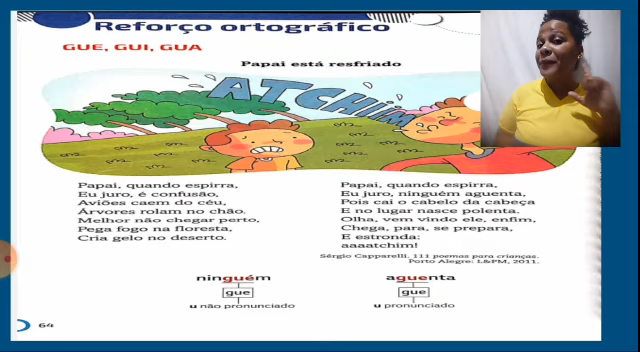 Reforço ortográfico
GUE, GUI, GUA
Papai está resfriado
ATCHIM
Papai, quando espirra,
Eu juro, é confusão,
Aviões caem do céu,
Árvores rolam no chão.
Melhor não chegar perto,
Pega fogo na floresta,
Cria gelo no deserto.
Papai, quando espirra,
Eu juro, ninguém aguenta,
Pois cai o cabelo da cabeça
E no lugar nasce polenta.
Olha, vem vindo ele, enfim,
Chega, para, se prepara,
E estronda:
aaaatchim!
Sérgio Capparelli. 111 poemas para crianças.
Porto Alegre: L&PM, 2011.
ninguém
gue
u não pronunciado
aguenta
gue
u pronunciado
64